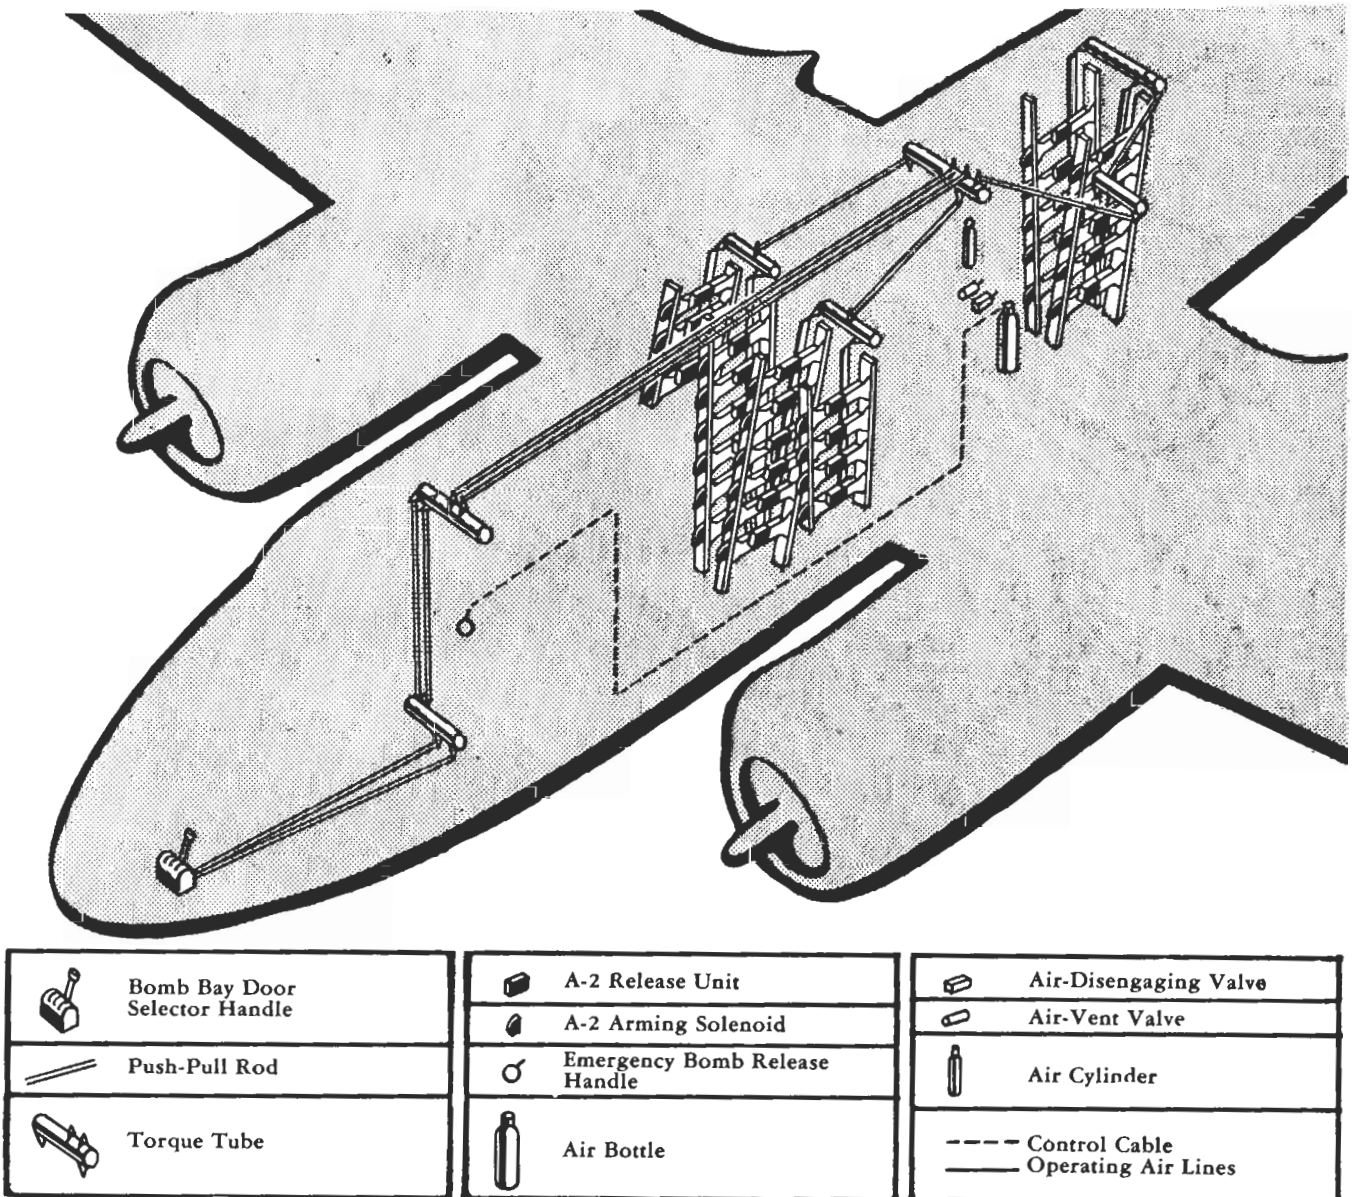 Bomb Bay Door
Selector Handle
Push-Pull Rod
Torque Tube
A-2 Release Unit
A-2 Arming Solenoid
Emergency Bomb Release
Handle
Air Bottle
Air-Disengaging Valve
Air-Vent Valve
Air Cylinder
Control Cable
Operating Air Lines